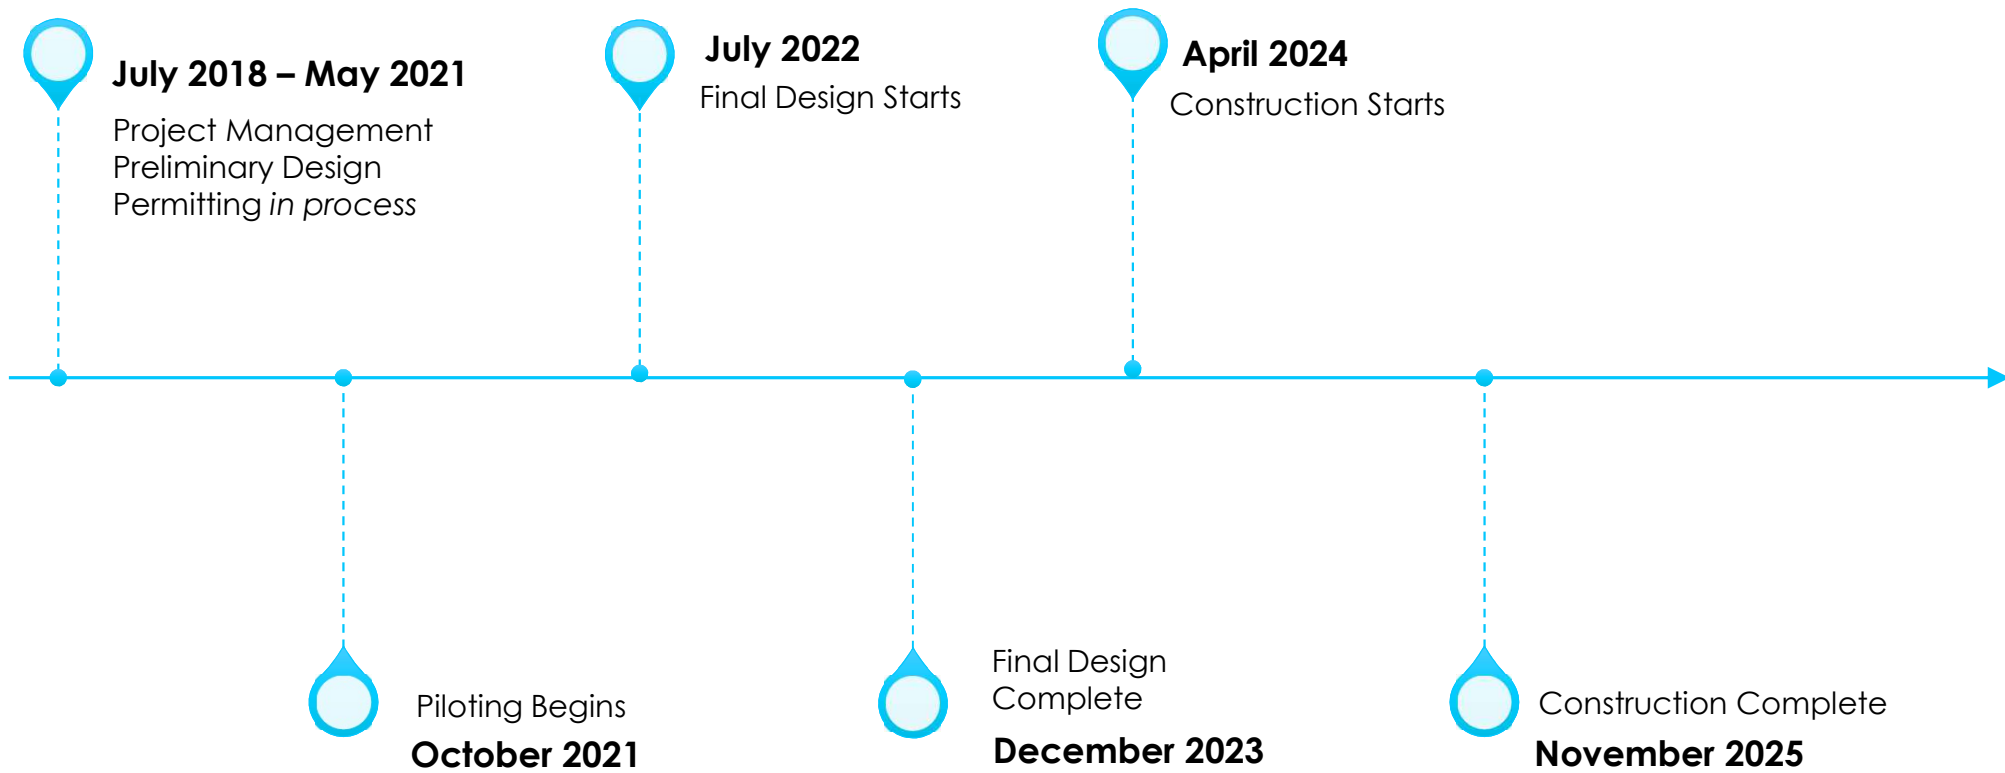 July 2018 – May 2021
Project Management
Preliminary Design
Permitting in process
July 2022
Final Design Starts
April 2024
Construction Starts
Piloting Begins
October 2021
Final Design
Complete
December 2023
Construction Complete
November 2025